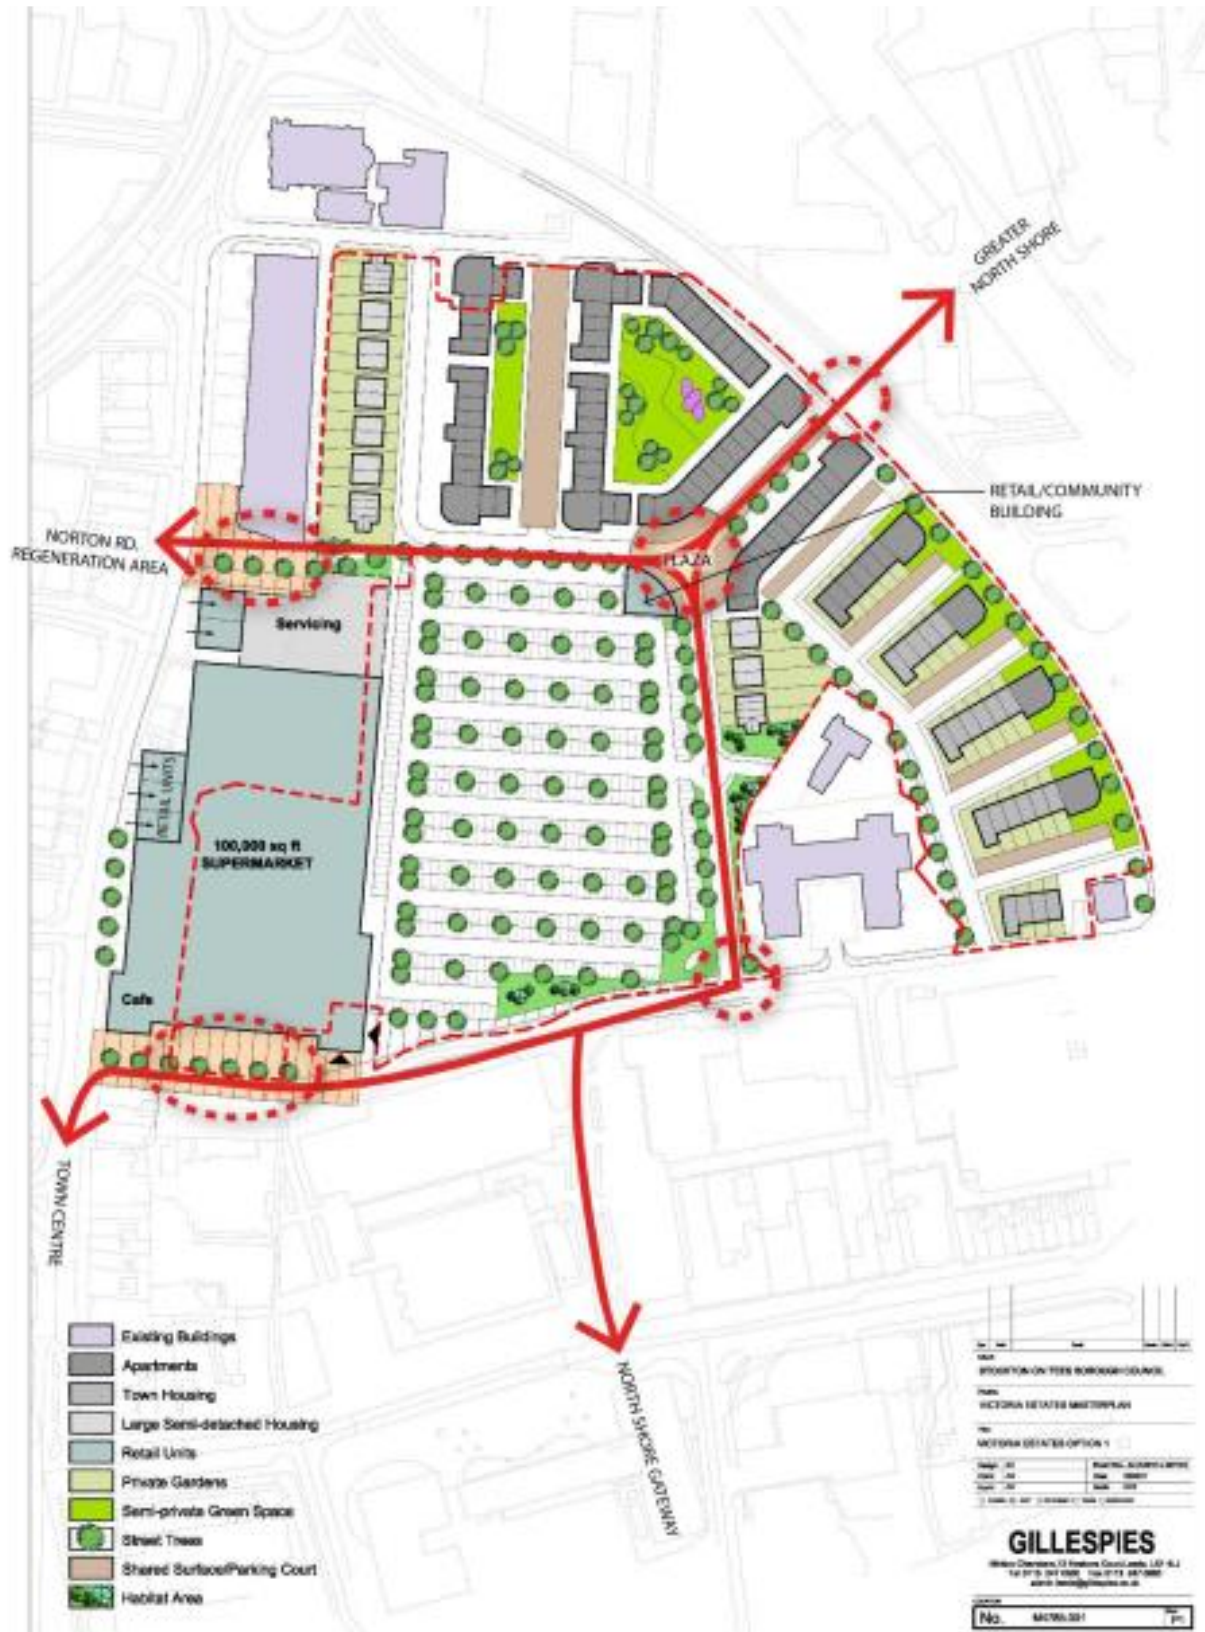 GREATER
NORTH SHORE
RETAIL/COMMUNITY
BUILDING
NORTON RD.
REGENERATION AREA
PLAZA
Servicing
RETAIL UNITS
100,000 sq ft
SUPERMARKET
Cafe
TOWN CENTRE
NORTH SHORE GATEWAY
Existing Buildings
Apartments
Town Housing
Large Semi-detached Housing
Retail Units
Private Gardens
Semi-private Green Space
Street Trees
Shared Surface/Parking Court
Habitat Area
STOCKTON ON TEES BOROUGH COUNCIL
VICTORIA ESTATES MASTERPLAN
VICTORIA ESTATES OPTION 1
GILLESPIES
No.